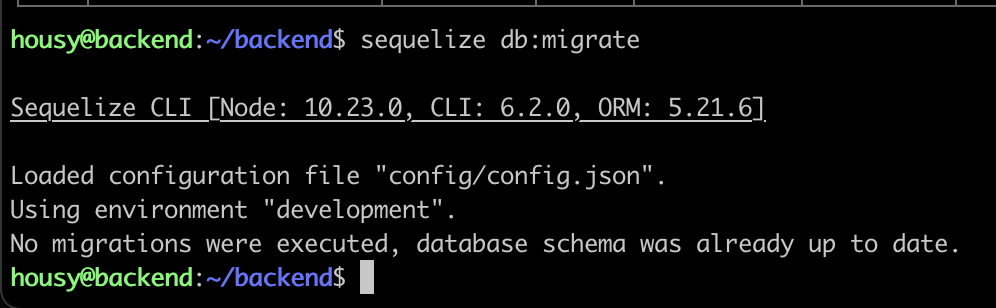 housy@backend:~/backend$ sequelize db:migrate
Sequelize CLI [Node: 10.23.0, CLI: 6.2.0, ORM: 5.21.6]
Loaded configuration file "config/config.json".
Using environment "development".
No migrations were executed, database schema was already up to date.
housy@backend:~/backend$